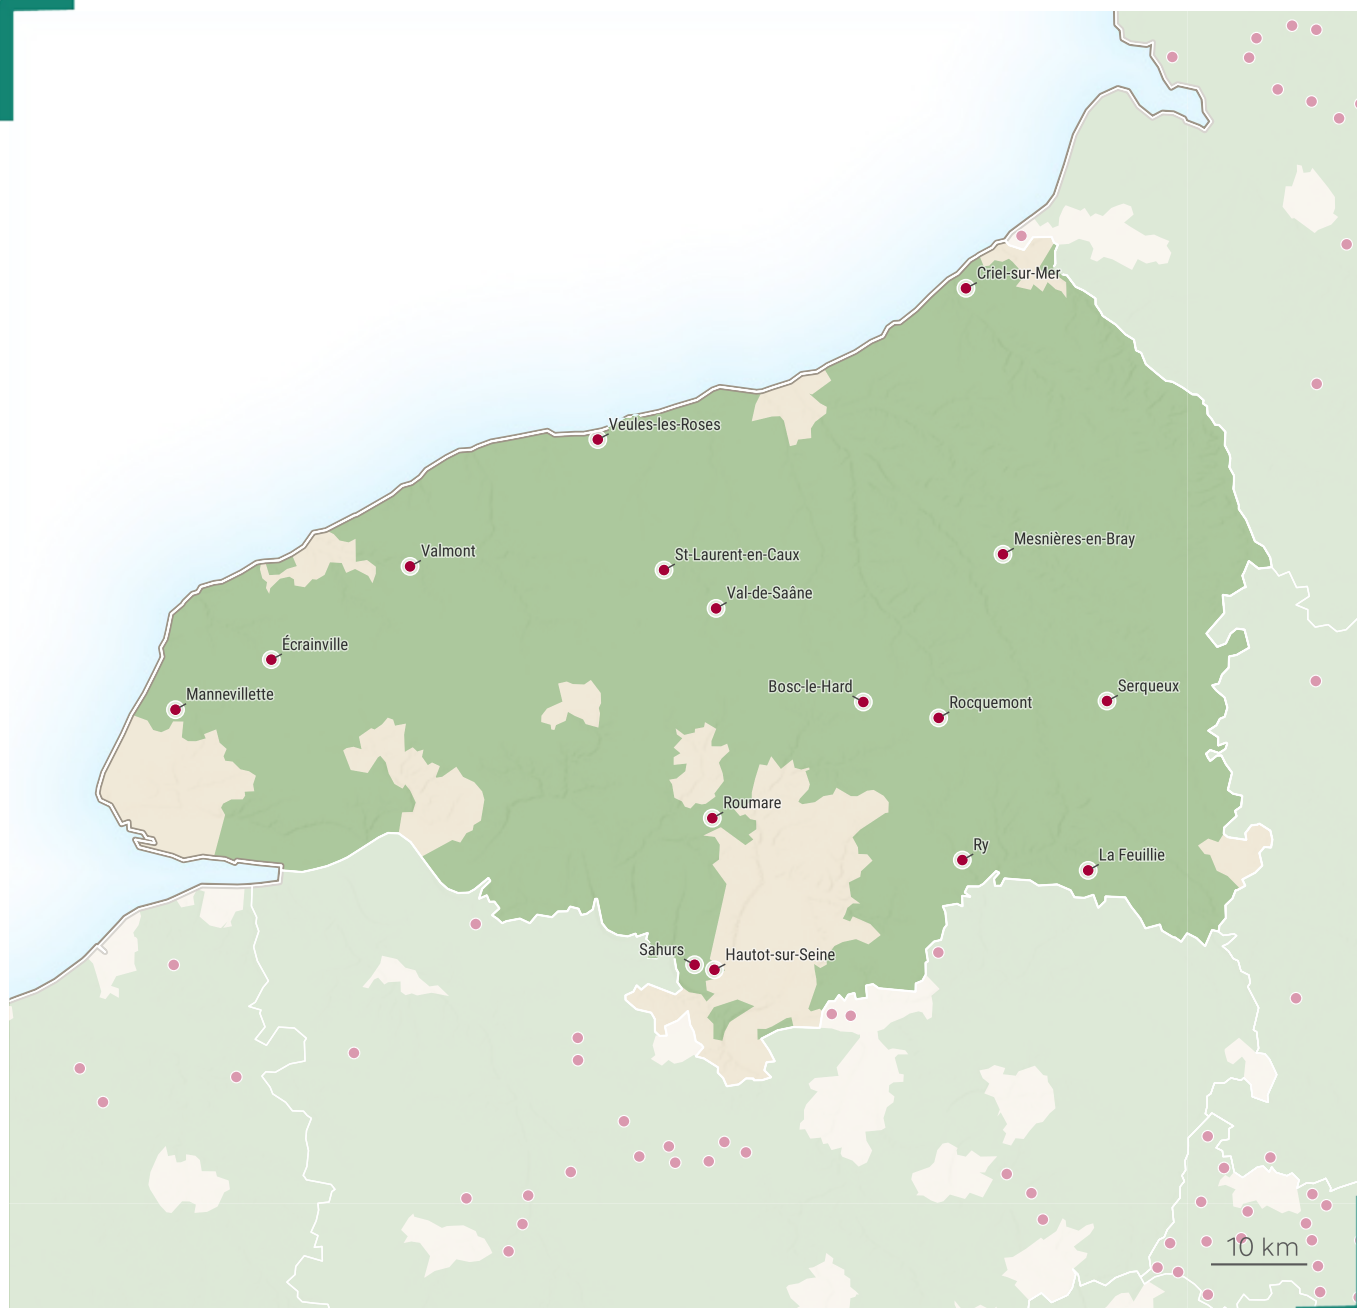 Criel-sur-Mer
Veules-les-Roses
Mesnières-en-Bray
Valmont
St-Laurent-en-Caux
Val-de-Saâne
Écrainville
Mannevillette
Bosc-le-Hard
Serqueux
Rocquemont
Roumare
Ry
La Feuillie
Sahurs
Hautot-sur-Seine
10 km